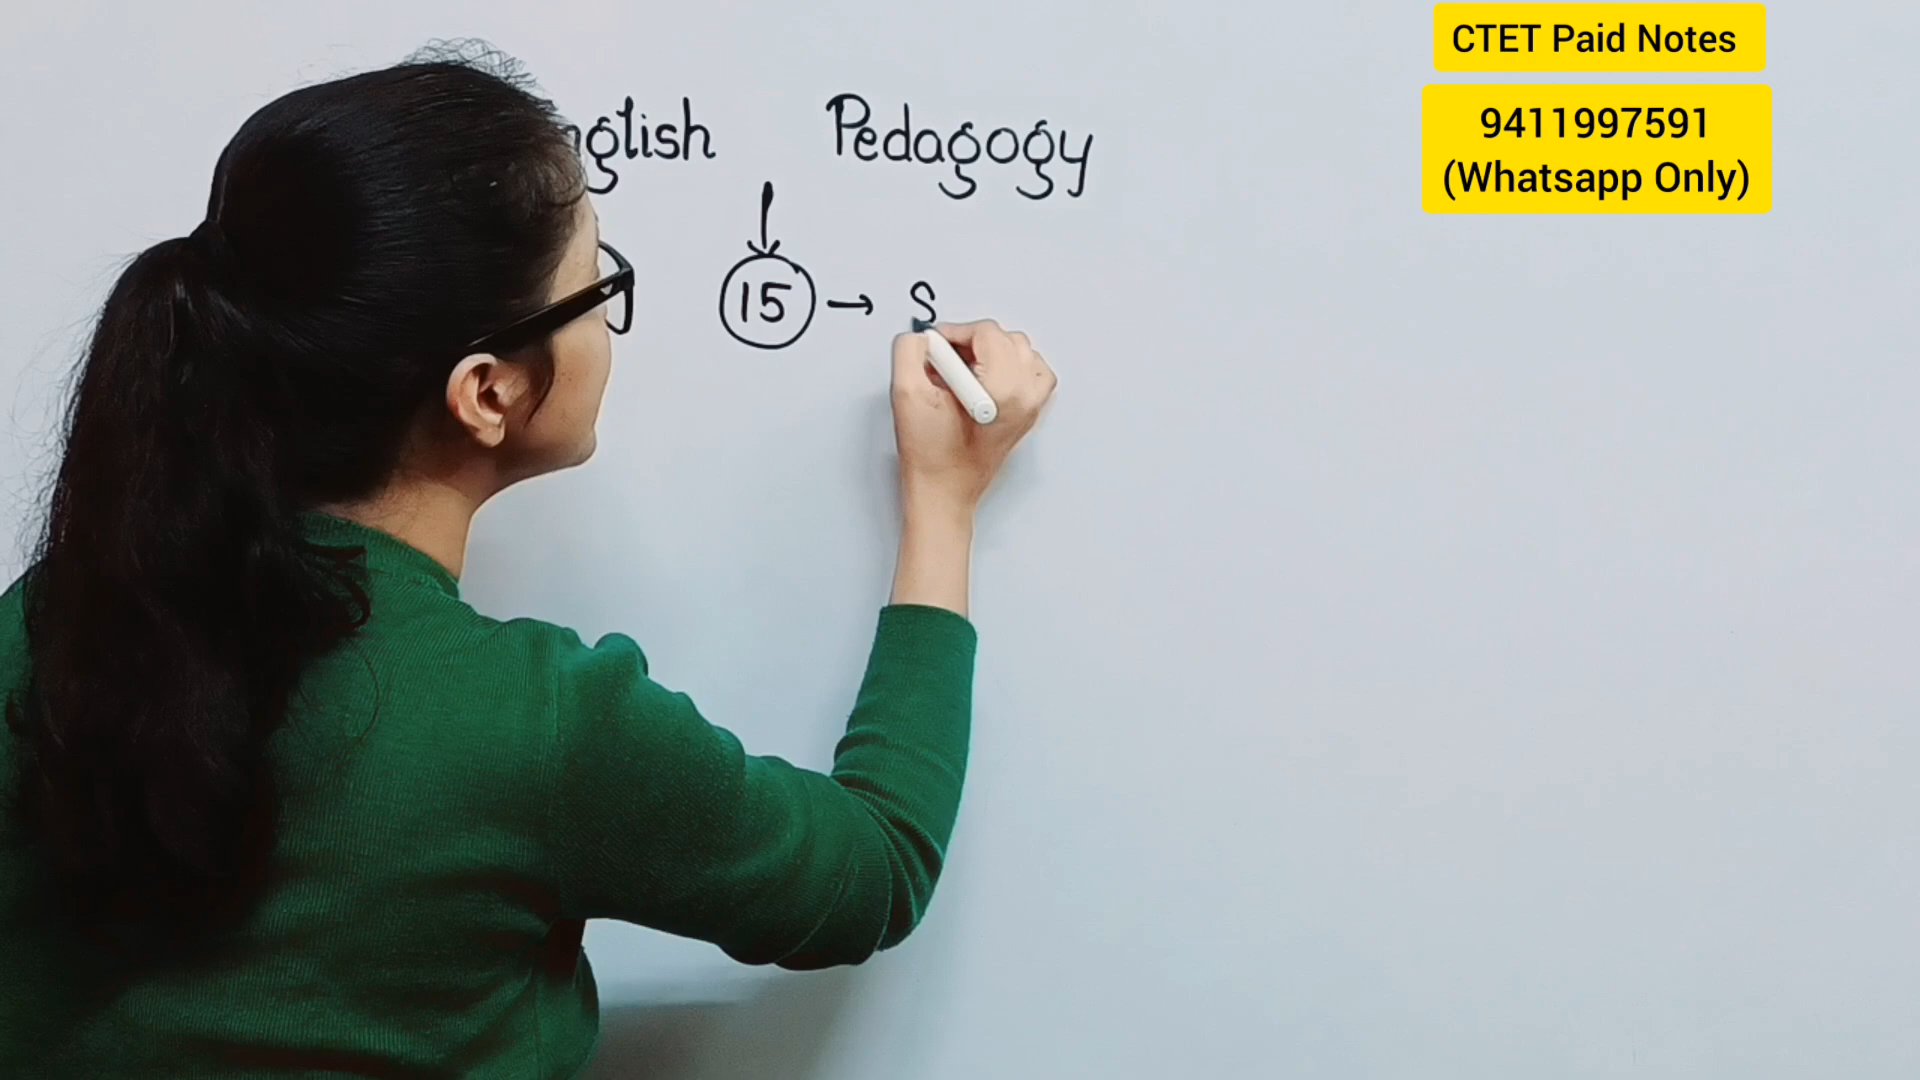 CTET Paid Notes
9411997591
(Whatsapp Only)
nglish Pedagogy
15 → S